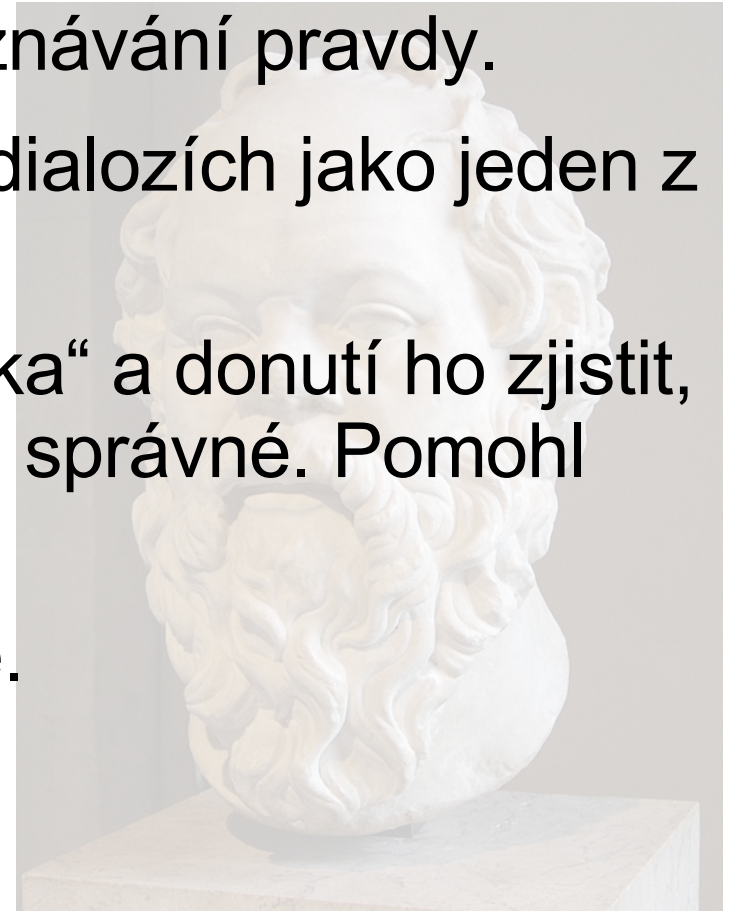 znávání pravdy.
dialozích jako jeden z
ka“ a donutí ho zjistit,
správné. Pomohl
e.